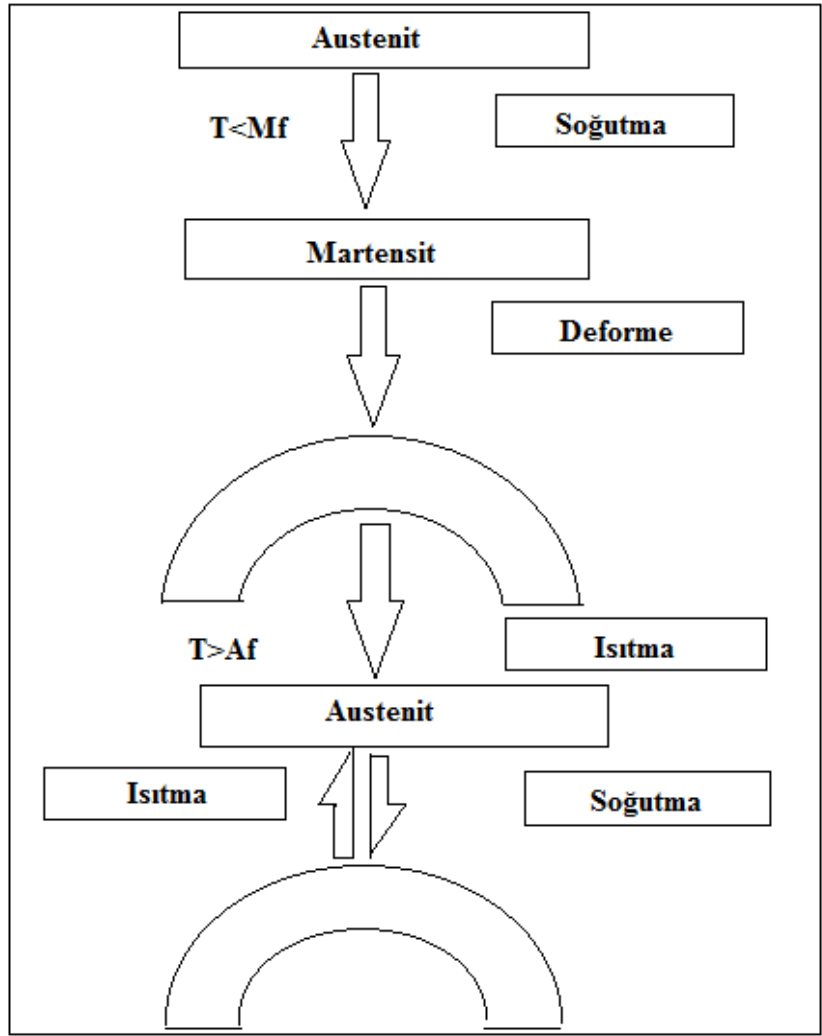 Austenit
T<Mf
Soğutma
Martensit
Deforme
T>Af
Isıtma
Austenit
Isıtma
Soğutma